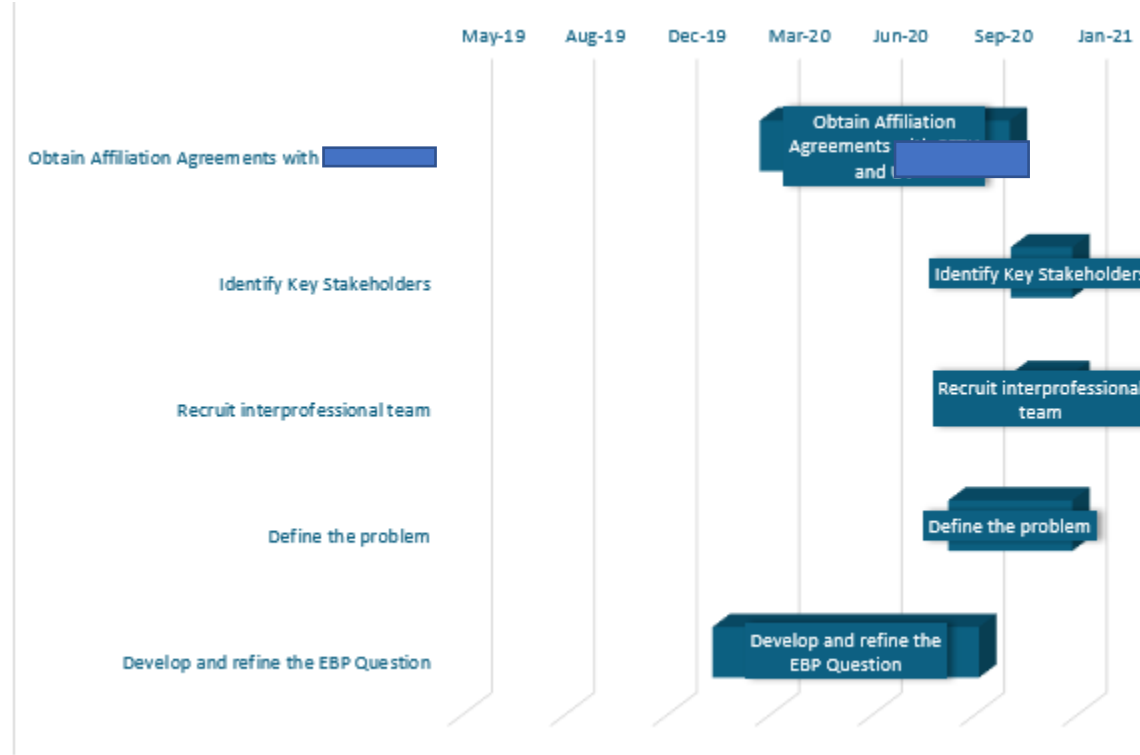 May-19 Aug-19 Dec-19 Mar-20 Jun-20 Sep-20 Jan-21
Obtain Affiliation Agreements with
Obtain Affiliation
Agreements
and
Identify Key Stakeholders
Identify Key Stakeholders
Recruit interprofessional team
Recruit interprofessional
team
Define the problem
Define the problem
Develop and refine the EBP Question
Develop and refine the
EBP Question